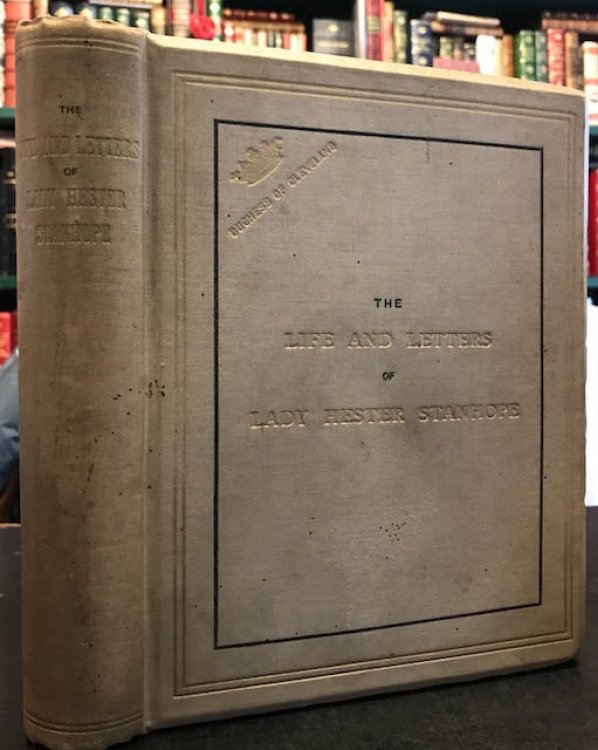 THE
LIFE AND LETTERS
OF
LADY HESTER
STANHOPE
DUCHESS OF CLEVELAND
THE
LIFE AND LETTERS
OF
LADY HESTER STANHOPE